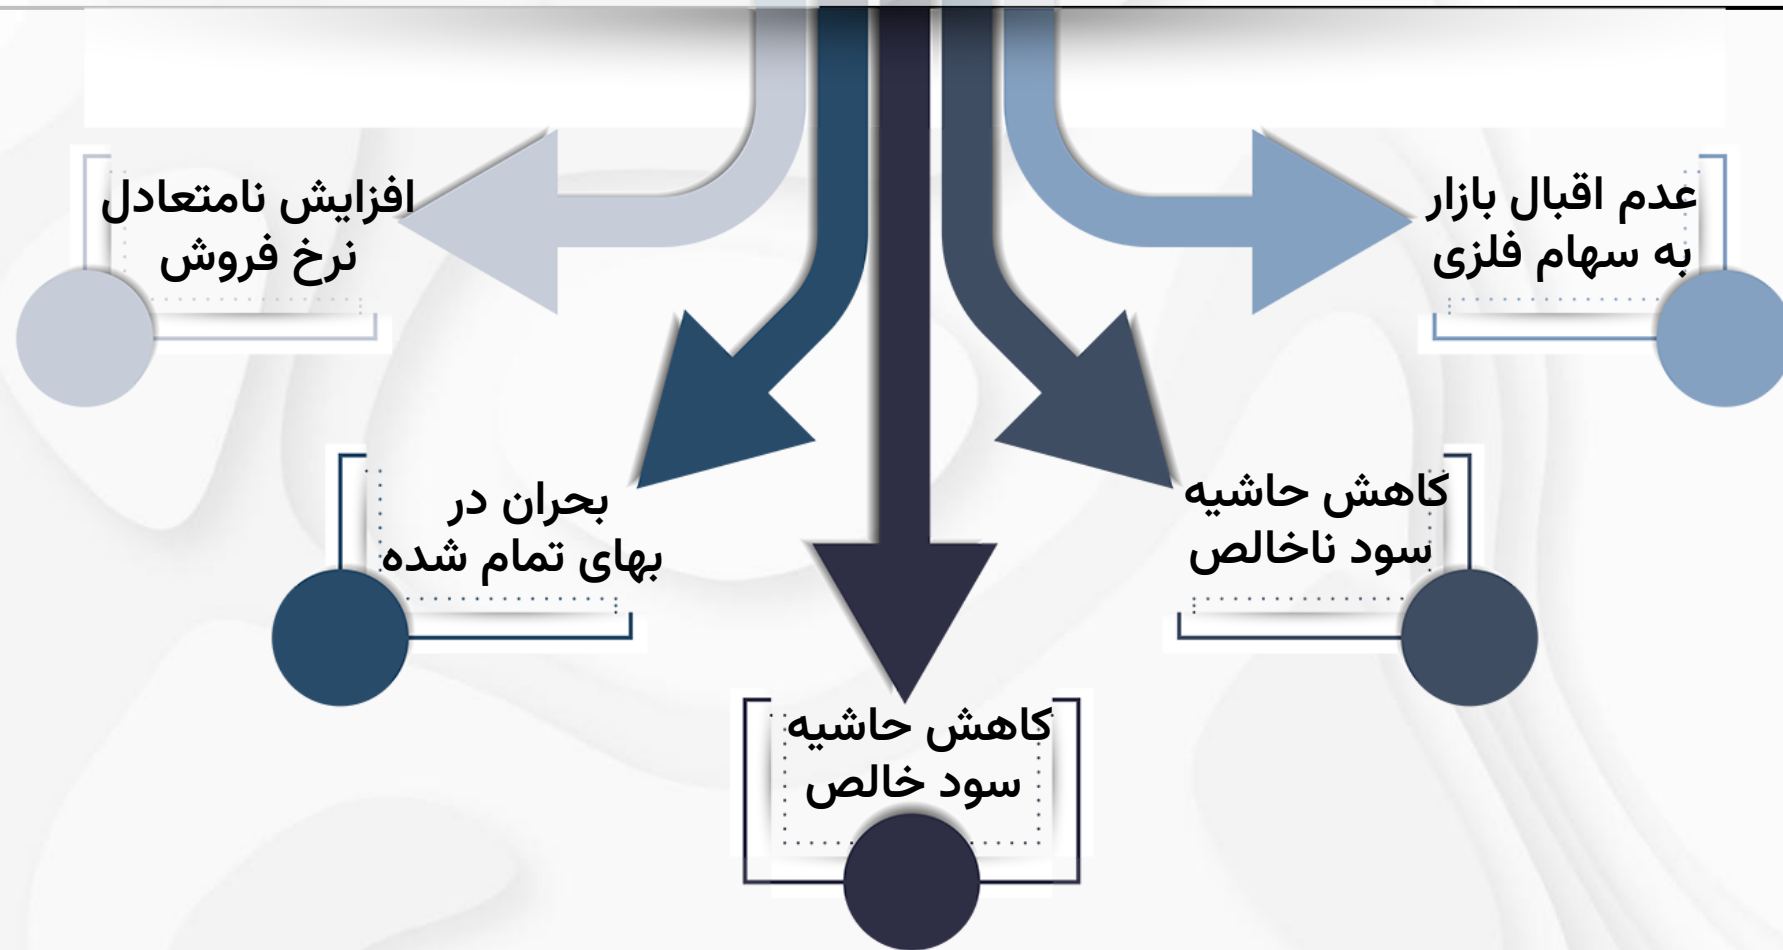 عدم اقبال بازار
به سهام فلزی
افزایش نامتعادل
نرخ فروش
کاهش حاشیه
سود ناخالص
بحران در
بهای تمام شده
کاهش حاشیه
سود خالص